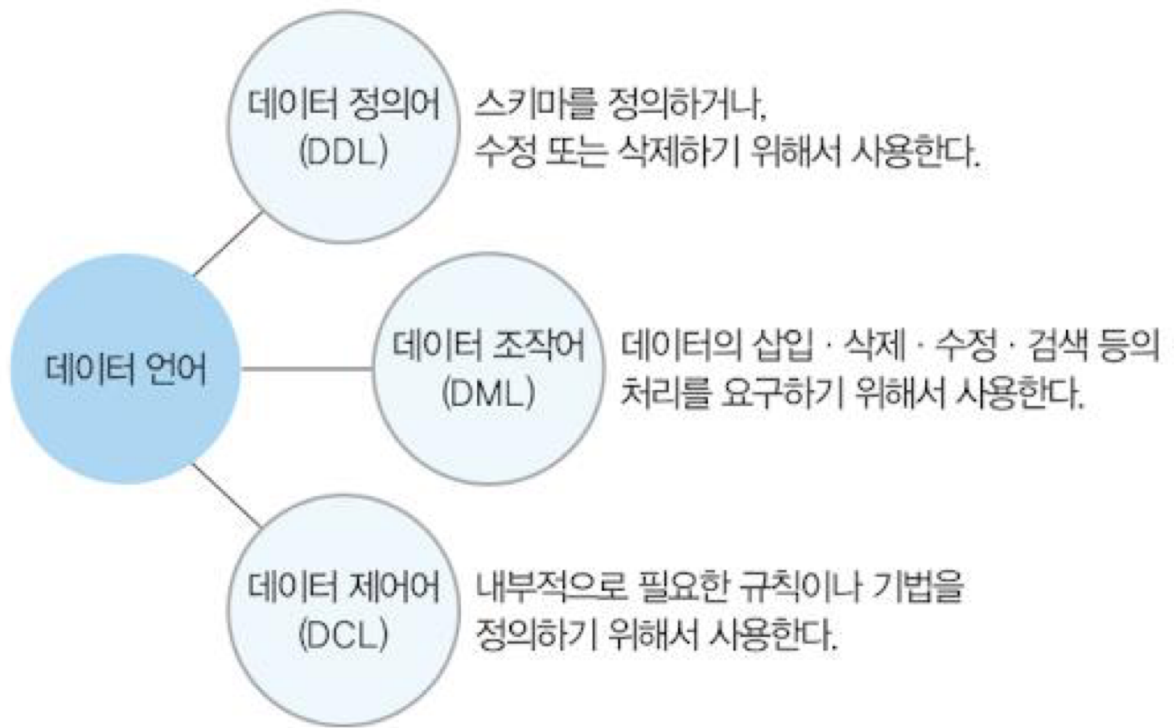 데이터 정의어
(DDL)
스키마를 정의하거나,
수정 또는 삭제하기 위해서 사용한다.
데이터 언어
데이터 조작어
(DML)
데이터의 삽입 · 삭제 · 수정 · 검색 등의
처리를 요구하기 위해서 사용한다.
데이터 제어어
(DCL)
내부적으로 필요한 규칙이나 기법을
정의하기 위해서 사용한다.